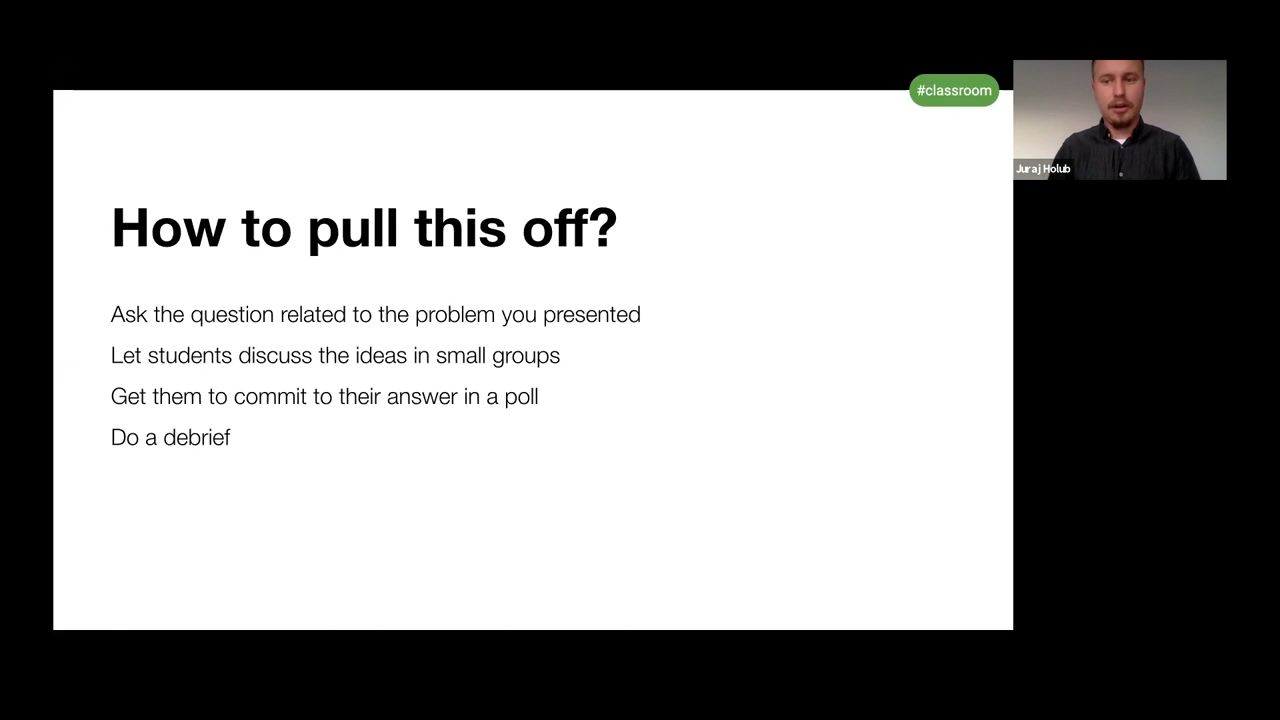 #classroom
Juraj Holub
How to pull this off?
Ask the question related to the problem you presented
Let students discuss the ideas in small groups
Get them to commit to their answer in a poll
Do a debrief